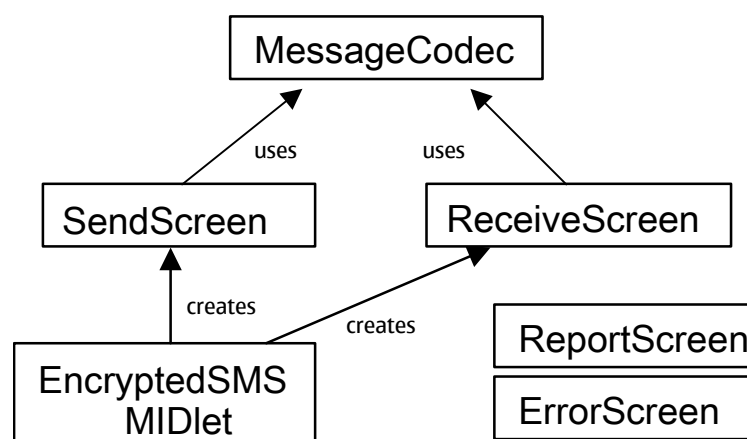 MessageCodec
uses
uses
SendScreen
ReceiveScreen
creates
creates
ReportScreen
EncryptedSMS
MIDlet
ErrorScreen